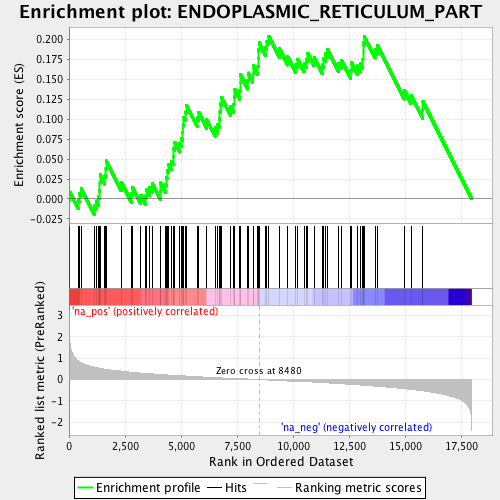 Enrichment plot: ENDOPLASMIC_RETICULUM_PART
Enrichment score (ES)
0.200
0.175
0.150
0.125
0.100
0.075
0.050
0.025
0.000
-0.025
'na_pos' (positively correlated)
Ranked list metric (PreRanked)
3
2
1
0
-1
-2
Zero cross at 8480
'na_neg' (negatively correlated)
0 2,500 5,000 7,500 10,000 12,500 15,000 17,500
Rank in Ordered Dataset
Enrichment profile Hits Ranking metric scores